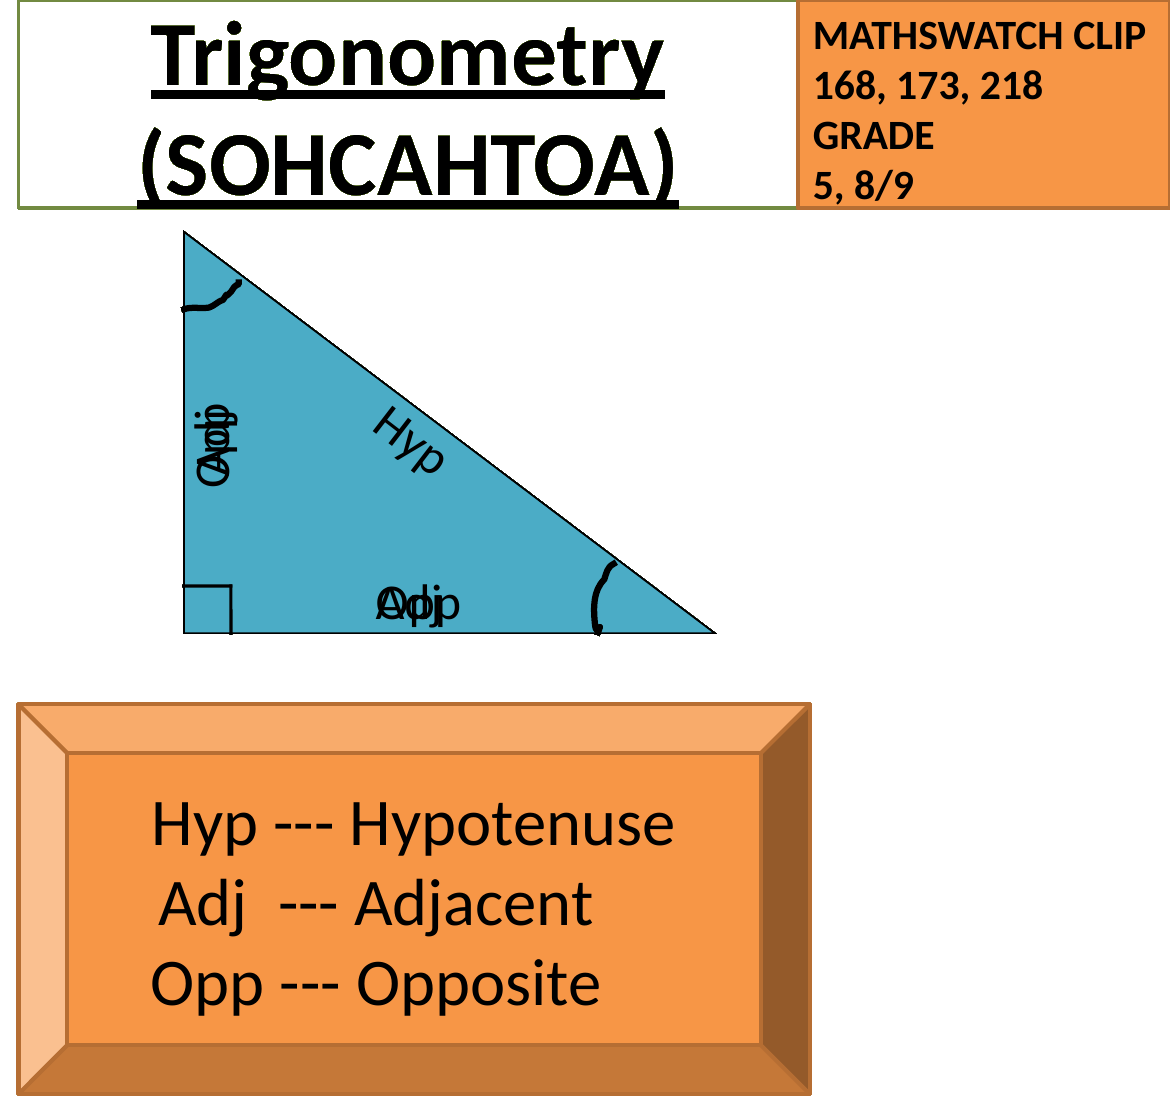 Trigonometry
(SOHCAHTOA)
MATHSWATCH CLIP
168, 173, 218
GRADE
5, 8/9
Hyp
Hyp --- Hypotenuse
Adj --- Adjacent
Opp --- Opposite